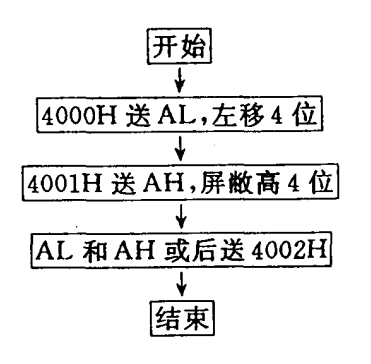 开始
4000H 送 AL,左移 4 位
4001H 送 AH,屏敝高 4 位
AL 和 AH 或后送 4002H
结束